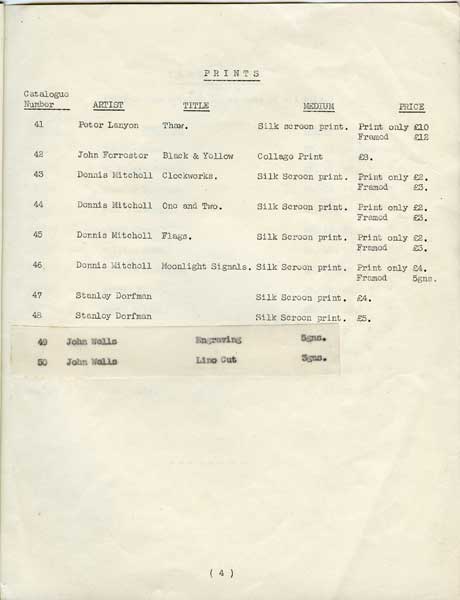 P R I N T S
Catalogue
Number ARTIST TITLE MEDIUM PRICE
41 Peter Lanyon Thaw. Silk screen print. Print only £10
Framed £12
42 John Forrester Black & Yellow Collage Print £8.
43 Dennis Mitchell Clockworks. Silk Screen print. Print only £2.
Framed £3.
44 Dennis Mitchell One and Two. Silk Screen print. Print only £2.
Framed £3.
45 Dennis Mitchell Flags. Silk Screen print. Print only £2.
Framed £3.
46 Dennis Mitchell Moonlight Signals. Silk Screen print. Print only £4.
Framed 5gns.
47 Stanley Dorfman Silk Screen print. £4.
48 Stanley Dorfman Silk Screen print. £5.
49 John Wells Engraving 5gns.
50 John Wells Lino Cut 3gns.
( 4 )